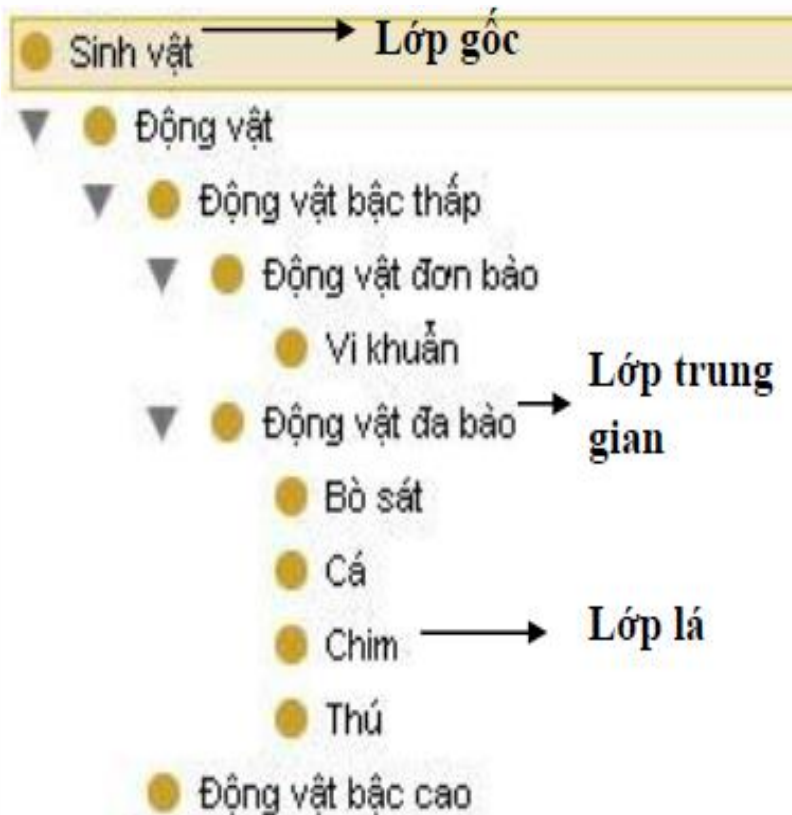 Sinh vật Lớp gốc
Động vật
Động vật bậc thấp
Động vật đơn bào
Vi khuẩn
Động vật đa bào
Lớp trung
gian
Bò sát
Cá
Chim Lớp lá
Thú
Động vật bậc cao